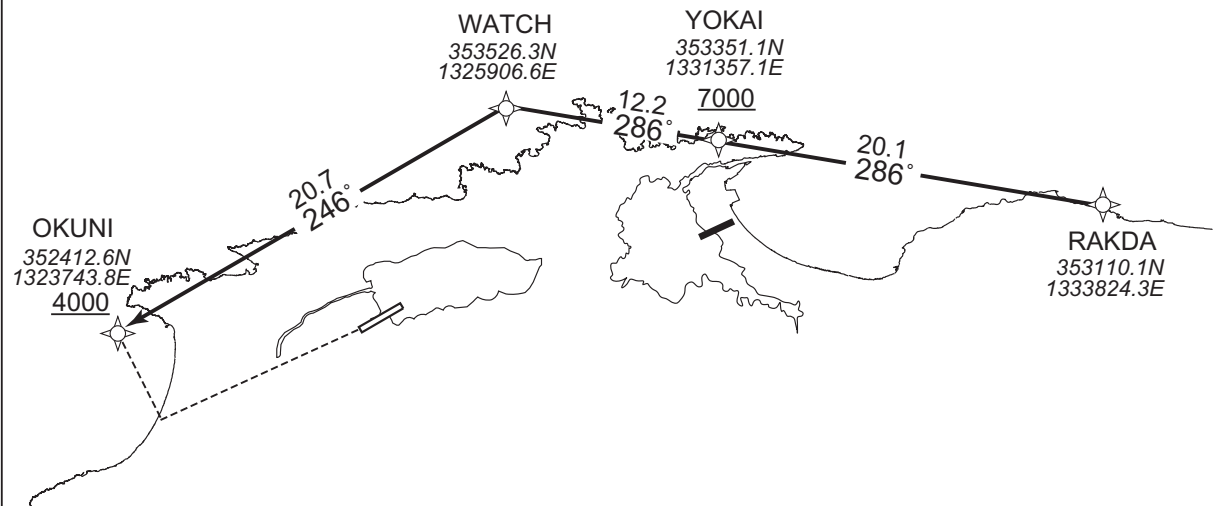 WATCH
353526.3N
1325906.6E
YOKAI
353351.1N
1331357.1E
7000
12.2
286°
20.1
286°
20.7
246°
OKUNI
352412.6N
1323743.8E
4000
RAKDA
353110.1N
1333824.3E